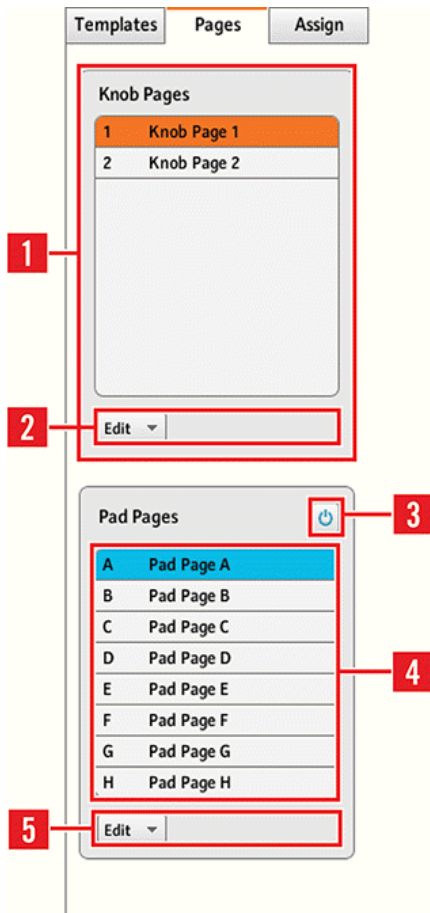 Templates Pages Assign
Knob Pages
1 Knob Page 1
2 Knob Page 2
1
2
Edit
Pad Pages
3
A Pad Page A
B Pad Page B
C Pad Page C
D Pad Page D
4
E Pad Page E
F Pad Page F
G Pad Page G
H Pad Page H
5
Edit